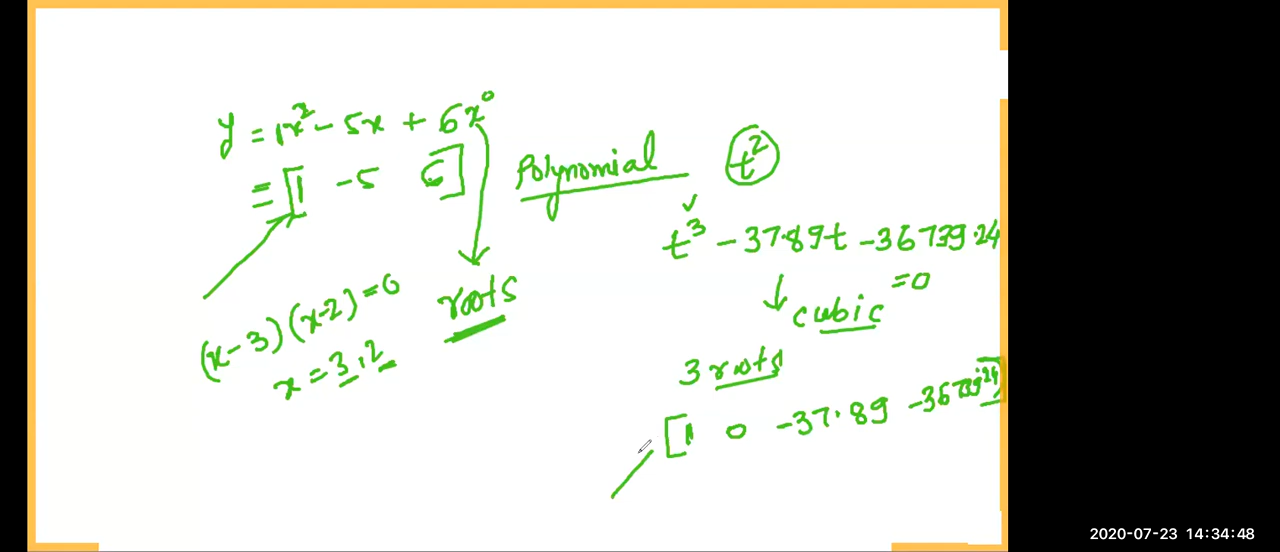 y = 1x² - 5x + 6x⁰
= [1 -5 6]
(x-3)(x-2)=0
x = 3,2
roots
Polynomial
t²
t³ - 37.89t - 36739.24
=0
cubic
3 roots
[1 0 -37.89 -36739.24]
2020-07-23 14:34:48